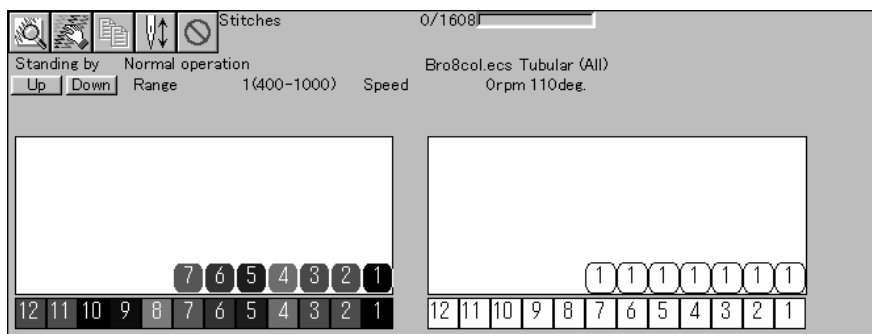 Stitches 0/1608
Standing by Normal operation Bro8col.ecs Tubular (All)
Up Down Range 1(400-1000) Speed 0rpm 110deg.
7 6 5 4 3 2 1 1 1 1 1 1 1 1
12 11 10 9 8 7 6 5 4 3 2 1 12 11 10 9 8 7 6 5 4 3 2 1